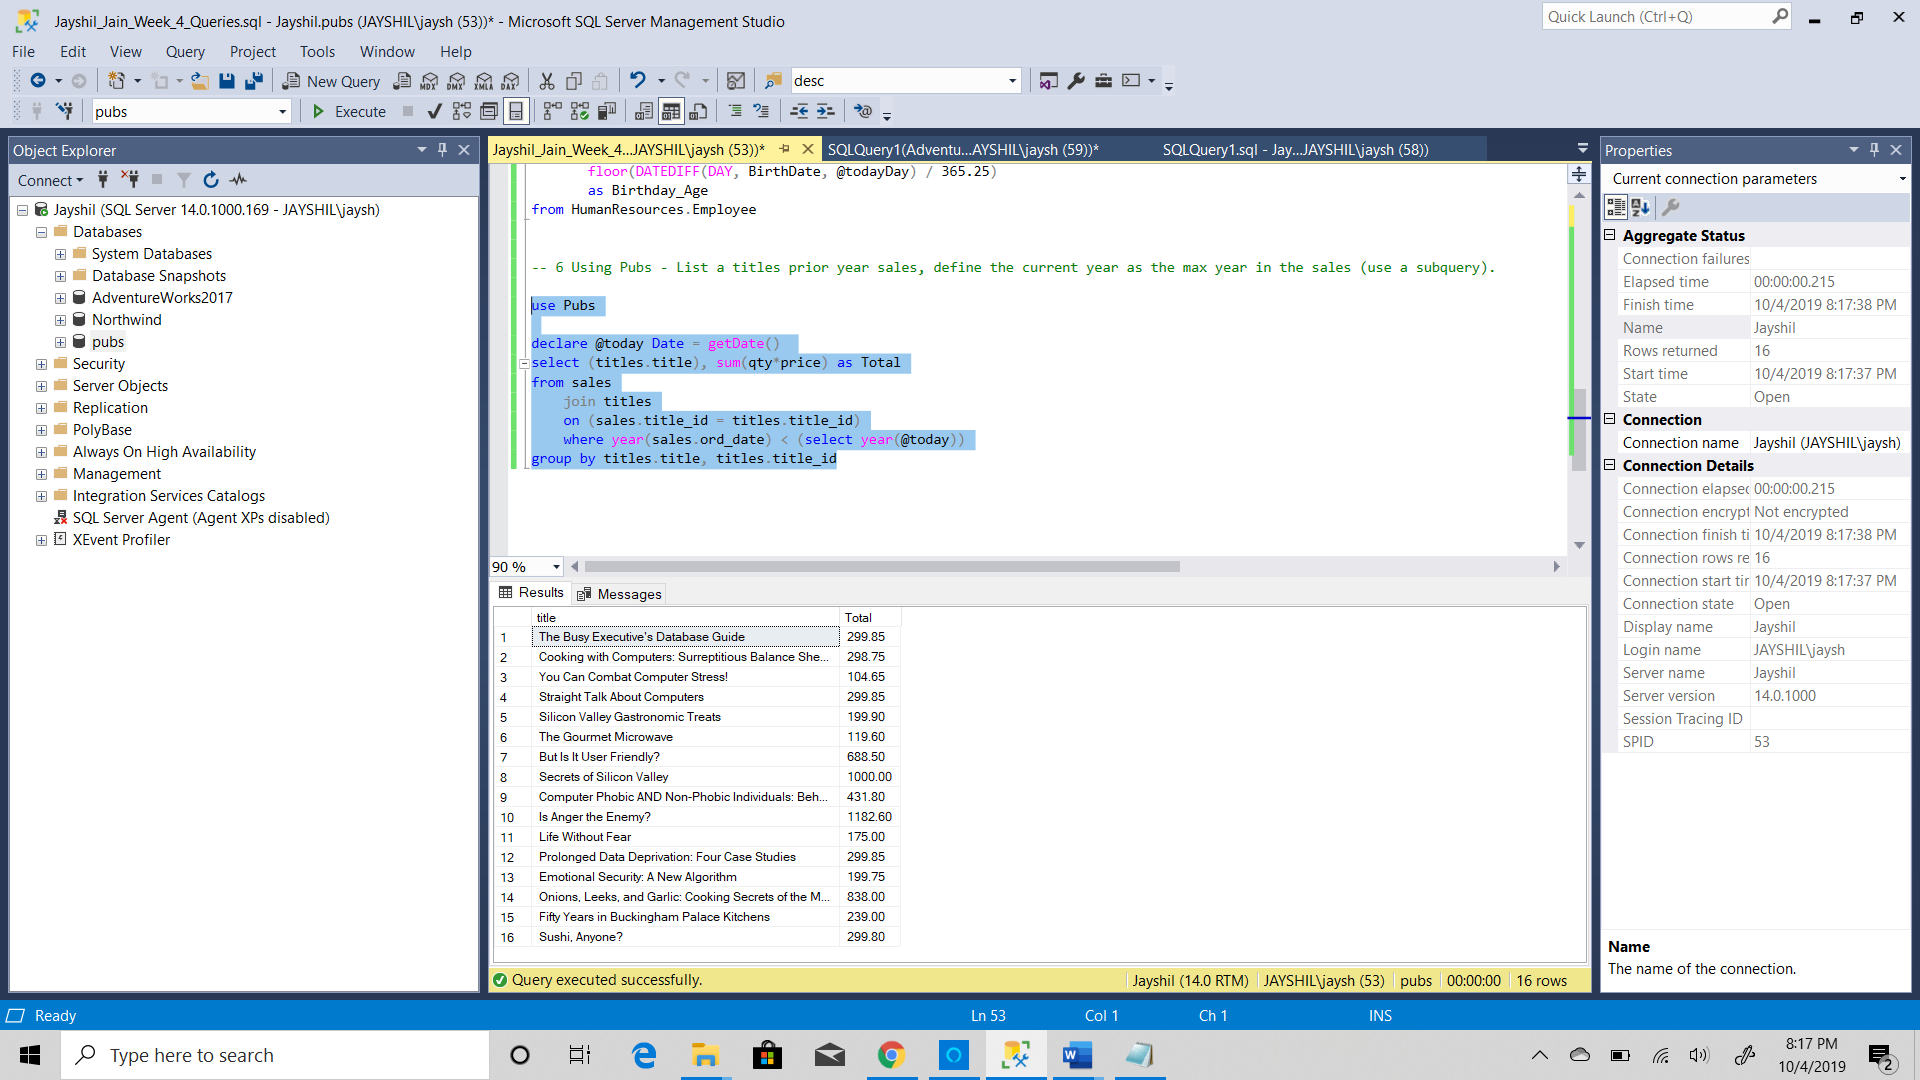 Jayshil_Jain_Week_4_Queries.sql - Jayshil.pubs (JAYSHIL\jaysh (53))* - Microsoft SQL Server Management Studio
Quick Launch (Ctrl+Q)
File Edit View Query Project Tools Window Help
New Query MDX DMX XMLA DAX desc
pubs Execute
Object Explorer
Connect
Jayshil (SQL Server 14.0.1000.169 - JAYSHIL\jaysh)
Databases
System Databases
Database Snapshots
AdventureWorks2017
Northwind
pubs
Security
Server Objects
Replication
PolyBase
Always On High Availability
Management
Integration Services Catalogs
SQL Server Agent (Agent XPs disabled)
XEvent Profiler
Jayshil_Jain_Week_4...JAYSHIL\jaysh (53))* SQLQuery1(Adventu...AYSHIL\jaysh (59))* SQLQuery1.sql - Jay...JAYSHIL\jaysh (58))
floor(DATEDIFF(DAY, BirthDate, @todayDay) / 365.25)
as Birthday_Age
from HumanResources.Employee
-- 6 Using Pubs - List a titles prior year sales, define the current year as the max year in the sales (use a subquery).
use Pubs
declare @today Date = getDate()
select (titles.title), sum(qty*price) as Total
from sales
join titles
on (sales.title_id = titles.title_id)
where year(sales.ord_date) < (select year(@today))
group by titles.title, titles.title_id
90 %
Results Messages
title Total
1 The Busy Executive's Database Guide 299.85
2 Cooking with Computers: Surreptitious Balance She... 298.75
3 You Can Combat Computer Stress! 104.65
4 Straight Talk About Computers 299.85
5 Silicon Valley Gastronomic Treats 199.90
6 The Gourmet Microwave 119.60
7 But Is It User Friendly? 688.50
8 Secrets of Silicon Valley 1000.00
9 Computer Phobic AND Non-Phobic Individuals: Beh... 431.80
10 Is Anger the Enemy? 1182.60
11 Life Without Fear 175.00
12 Prolonged Data Deprivation: Four Case Studies 299.85
13 Emotional Security: A New Algorithm 199.75
14 Onions, Leeks, and Garlic: Cooking Secrets of the M... 838.00
15 Fifty Years in Buckingham Palace Kitchens 239.00
16 Sushi, Anyone? 299.80
Query executed successfully. Jayshil (14.0 RTM) JAYSHIL\jaysh (53) pubs 00:00:00 16 rows
Properties
Current connection parameters
Aggregate Status
Connection failures
Elapsed time 00:00:00.215
Finish time 10/4/2019 8:17:38 PM
Name Jayshil
Rows returned 16
Start time 10/4/2019 8:17:37 PM
State Open
Connection
Connection name Jayshil (JAYSHIL\jaysh)
Connection Details
Connection elapsec 00:00:00.215
Connection encrypt Not encrypted
Connection finish ti 10/4/2019 8:17:38 PM
Connection rows re 16
Connection start tir 10/4/2019 8:17:37 PM
Connection state Open
Display name Jayshil
Login name JAYSHIL\jaysh
Server name Jayshil
Server version 14.0.1000
Session Tracing ID
SPID 53
Name
The name of the connection.
Ready Ln 53 Col 1 Ch 1 INS
Type here to search
8:17 PM
10/4/2019
2